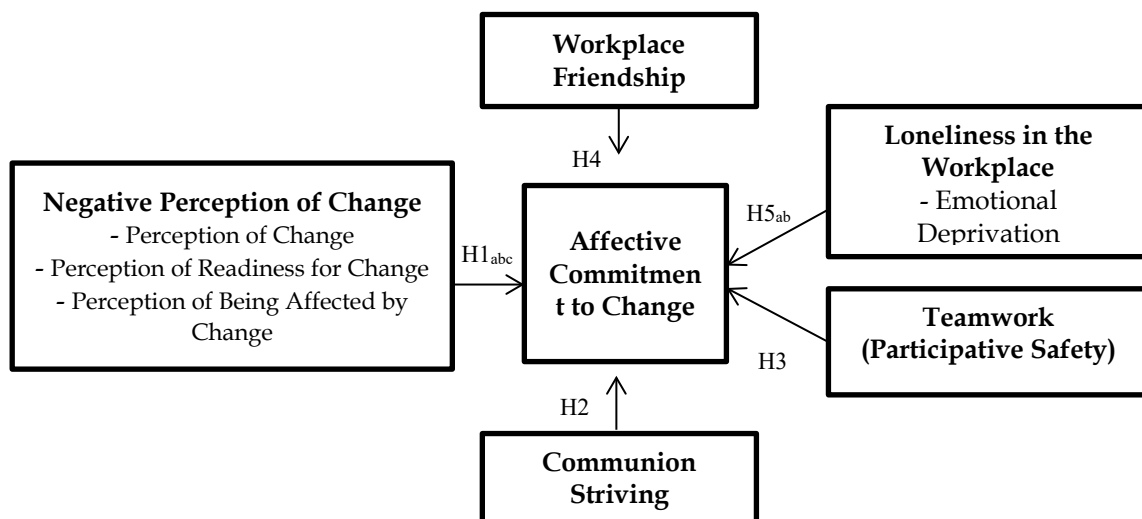 Workplace
Friendship
H4
Loneliness in the
Workplace
- Emotional
Deprivation
Negative Perception of Change
- Perception of Change
- Perception of Readiness for Change
- Perception of Being Affected by
Change
H1abc
Affective
Commitmen
t to Change
H5ab
Teamwork
(Participative Safety)
H3
H2
Communion
Striving